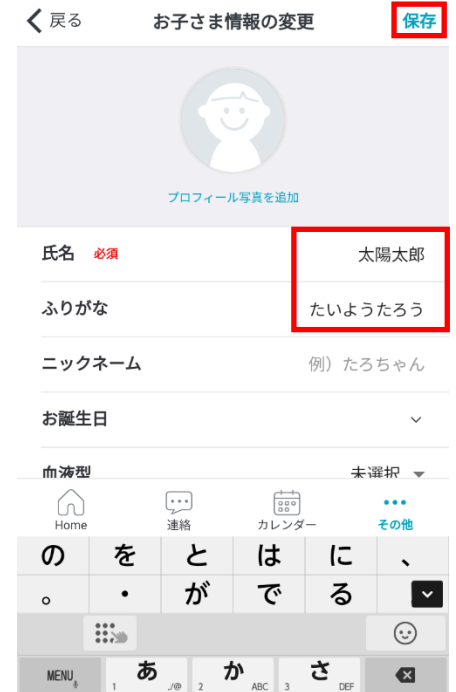 戻る お子さま情報の変更 保存
プロフィール写真を追加
氏名 必須 太陽太郎
ふりがな たいようたろう
ニックネーム 例）たろちゃん
お誕生日
血液型 未選択
Home 連絡 カレンダー その他
の を と は に 、
。 ・ が で る
MENU 1 あ ./@ 2 か ABC 3 さ DEF